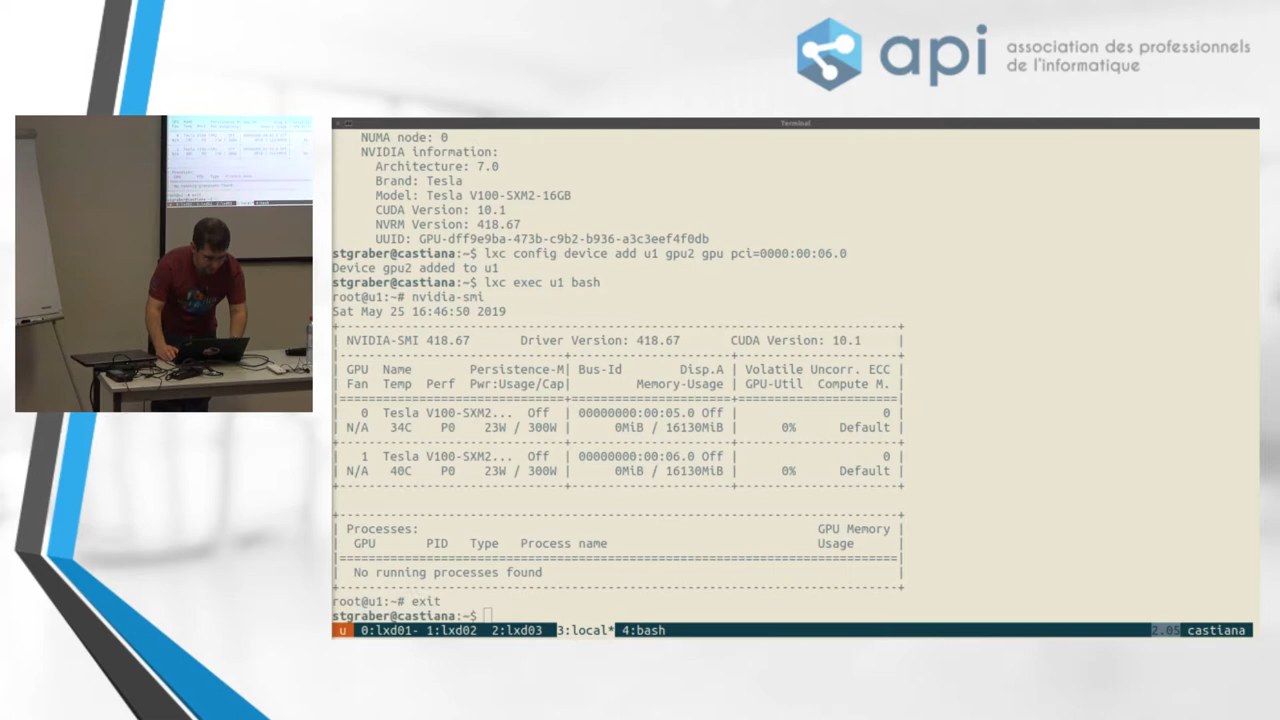 api
association des professionnels
de l'informatique
Terminal
NUMA node: 0
NVIDIA information:
Architecture: 7.0
Brand: Tesla
Model: Tesla V100-SXM2-16GB
CUDA Version: 10.1
NVRM Version: 418.67
UUID: GPU-dff9e9ba-473b-c9b2-b936-a3c3eef4f0db
stgraber@castiana:~$ lxc config device add u1 gpu2 gpu pci=0000:00:06.0
Device gpu2 added to u1
stgraber@castiana:~$ lxc exec u1 bash
root@u1:~# nvidia-smi
Sat May 25 16:46:50 2019
+-----------------------------------------------------------------------------+
| NVIDIA-SMI 418.67       Driver Version: 418.67       CUDA Version: 10.1     |
|-------------------------------+----------------------+----------------------+
| GPU  Name        Persistence-M| Bus-Id        Disp.A | Volatile Uncorr. ECC |
| Fan  Temp  Perf  Pwr:Usage/Cap|         Memory-Usage | GPU-Util  Compute M. |
|===============================+======================+======================|
|   0  Tesla V100-SXM2...  Off  | 00000000:00:05.0 Off |                    0 |
| N/A   34C    P0    23W / 300W |      0MiB / 16130MiB |      0%      Default |
+-------------------------------+----------------------+----------------------+
|   1  Tesla V100-SXM2...  Off  | 00000000:00:06.0 Off |                    0 |
| N/A   40C    P0    23W / 300W |      0MiB / 16130MiB |      0%      Default |
+-------------------------------+----------------------+----------------------+
+-----------------------------------------------------------------------------+
| Processes:                                                       GPU Memory |
|  GPU       PID   Type   Process name                             Usage      |
|=============================================================================|
|  No running processes found                                                 |
+-----------------------------------------------------------------------------+
root@u1:~# exit
stgraber@castiana:~$
u 0:lxd01- 1:lxd02 2:lxd03 3:local* 4:bash 2.05 castiana